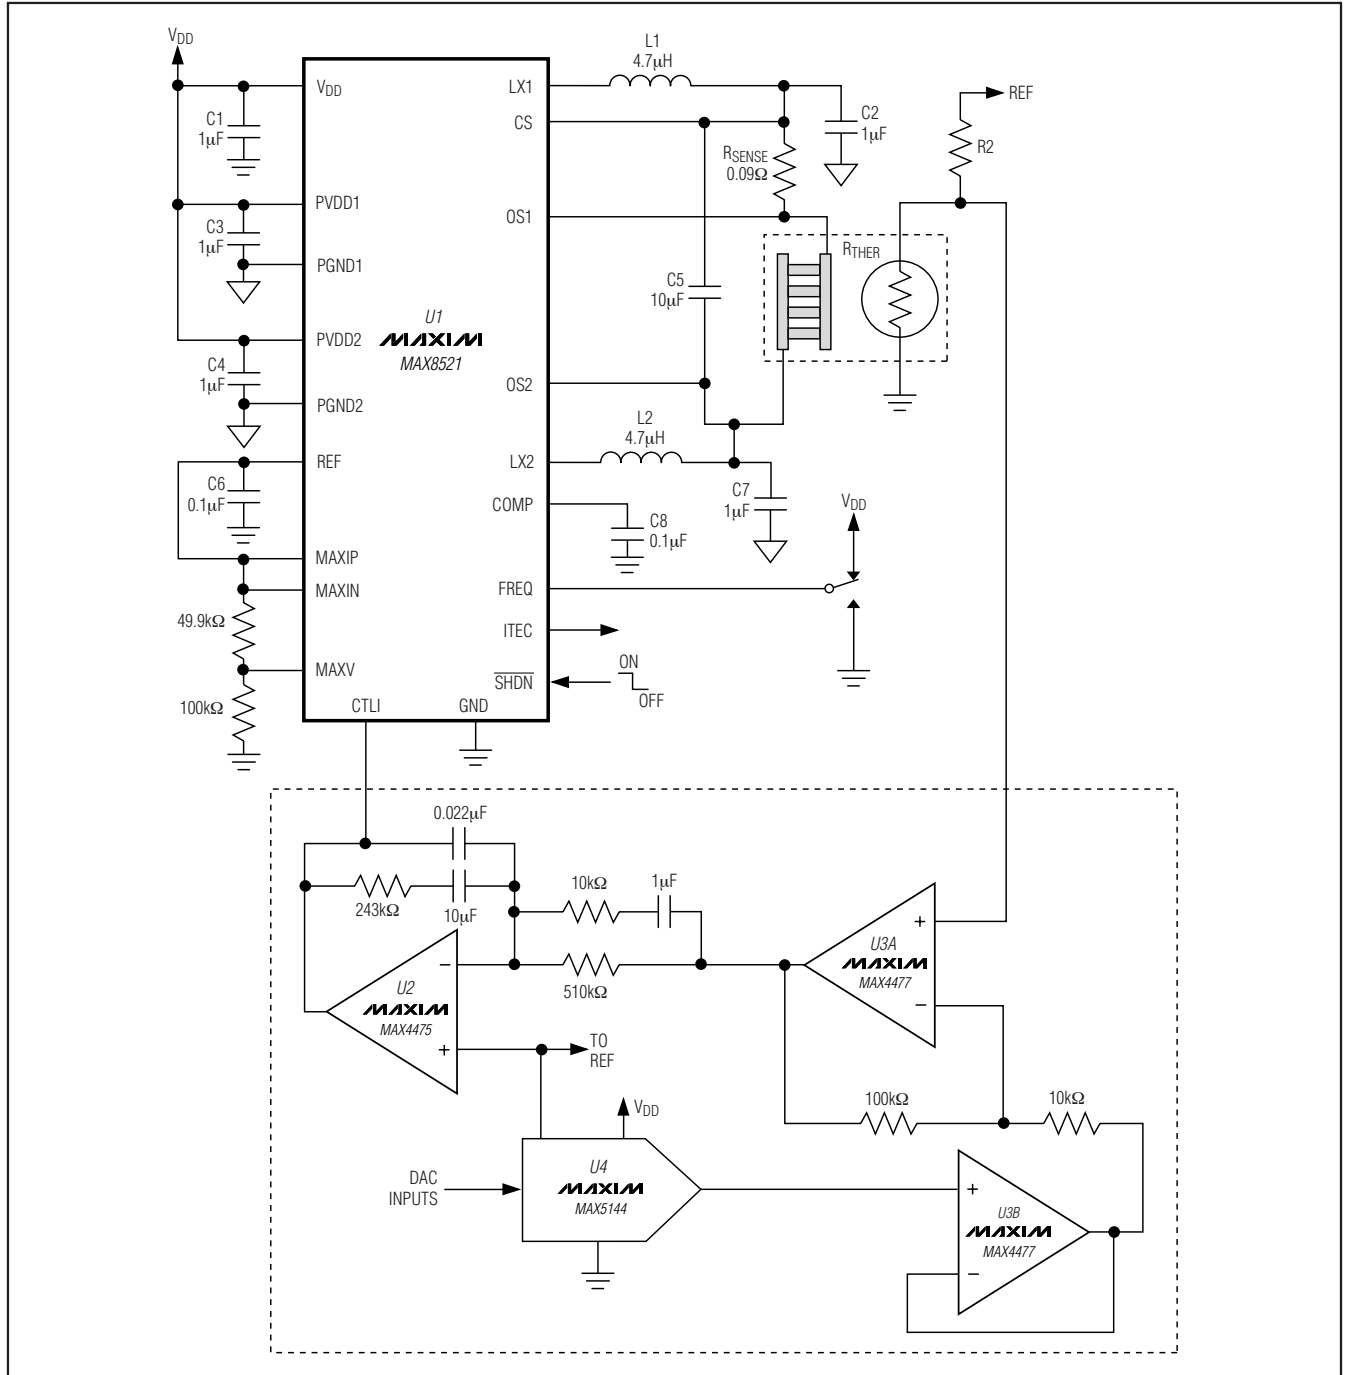 VDD
VDD
C1
1µF
PVDD1
C3
1µF
PGND1
PVDD2
C4
1µF
PGND2
REF
C6
0.1µF
MAXIP
MAXIN
49.9kΩ
MAXV
100kΩ
CTLI
GND
U1
MAXIM
MAX8521
LX1
CS
OS1
OS2
LX2
COMP
FREQ
ITEC
SHDN
ON
OFF
L1
4.7µH
C2
1µF
RSENSE
0.09Ω
C5
10µF
RTHER
REF
R2
L2
4.7µH
C7
1µF
C8
0.1µF
VDD
0.022µF
243kΩ
10µF
10kΩ
1µF
510kΩ
−
U2
MAXIM
MAX4475
+
TO
REF
+
U3A
MAXIM
MAX4477
−
100kΩ
10kΩ
VDD
DAC
INPUTS
U4
MAXIM
MAX5144
+
U3B
MAXIM
MAX4477
−